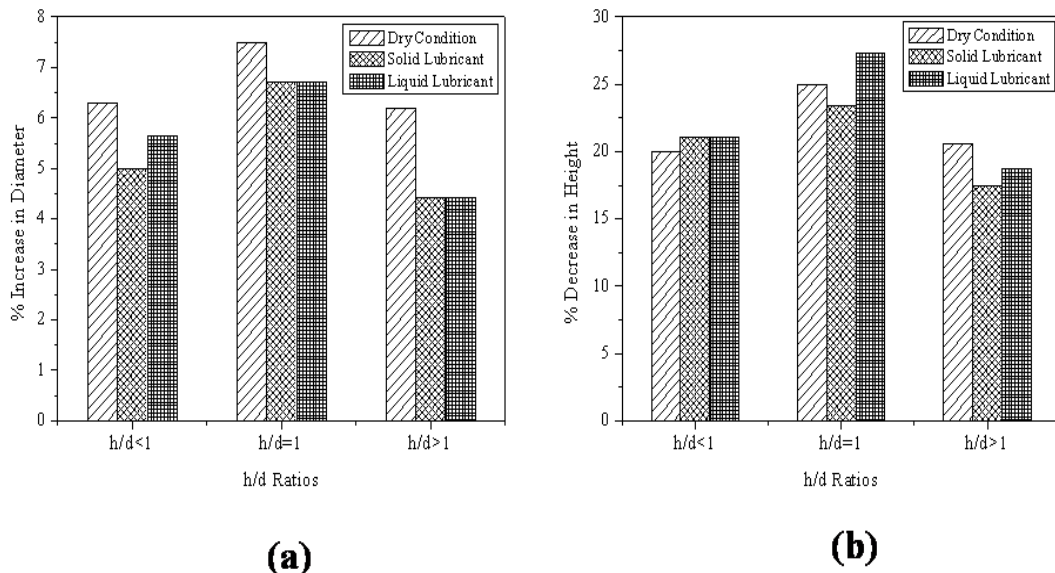 8
7
6
5
4
3
2
1
0
% Increase in Diameter
Dry Condition
Solid Lubricant
Liquid Lubricant
h/d<1
h/d=1
h/d>1
h/d Ratios
(a)
30
25
20
15
10
5
0
% Decrease in Height
Dry Condition
Solid Lubricant
Liquid Lubricant
h/d<1
h/d=1
h/d>1
h/d Ratios
(b)